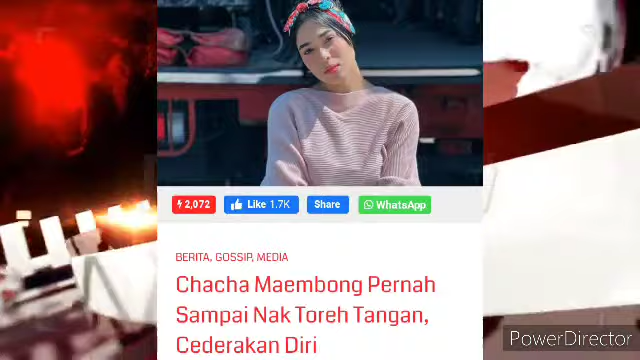 2,072 Like 1.7K Share WhatsApp
BERITA, GOSSIP, MEDIA
Chacha Maembong Pernah
Sampai Nak Toreh Tangan,
Cederakan Diri
PowerDirector